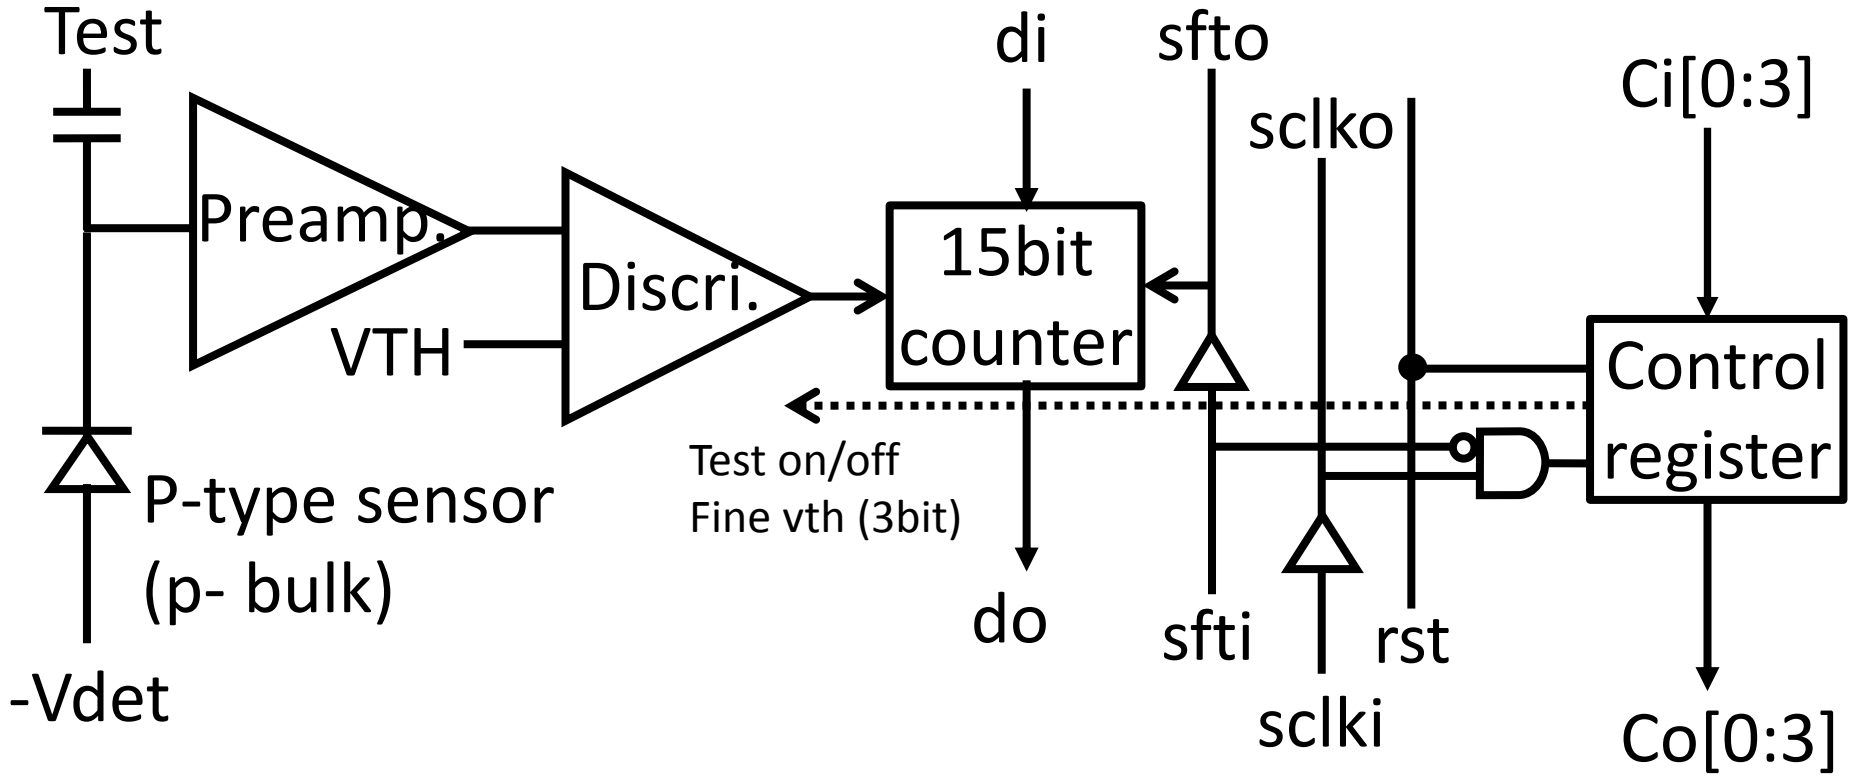 Test
di
sfto
sclko
Ci[0:3]
Preamp.
Discri.
VTH
15bit
counter
Control
register
Test on/off
Fine vth (3bit)
P-type sensor
(p- bulk)
-Vdet
do
sfti
rst
sclki
Co[0:3]